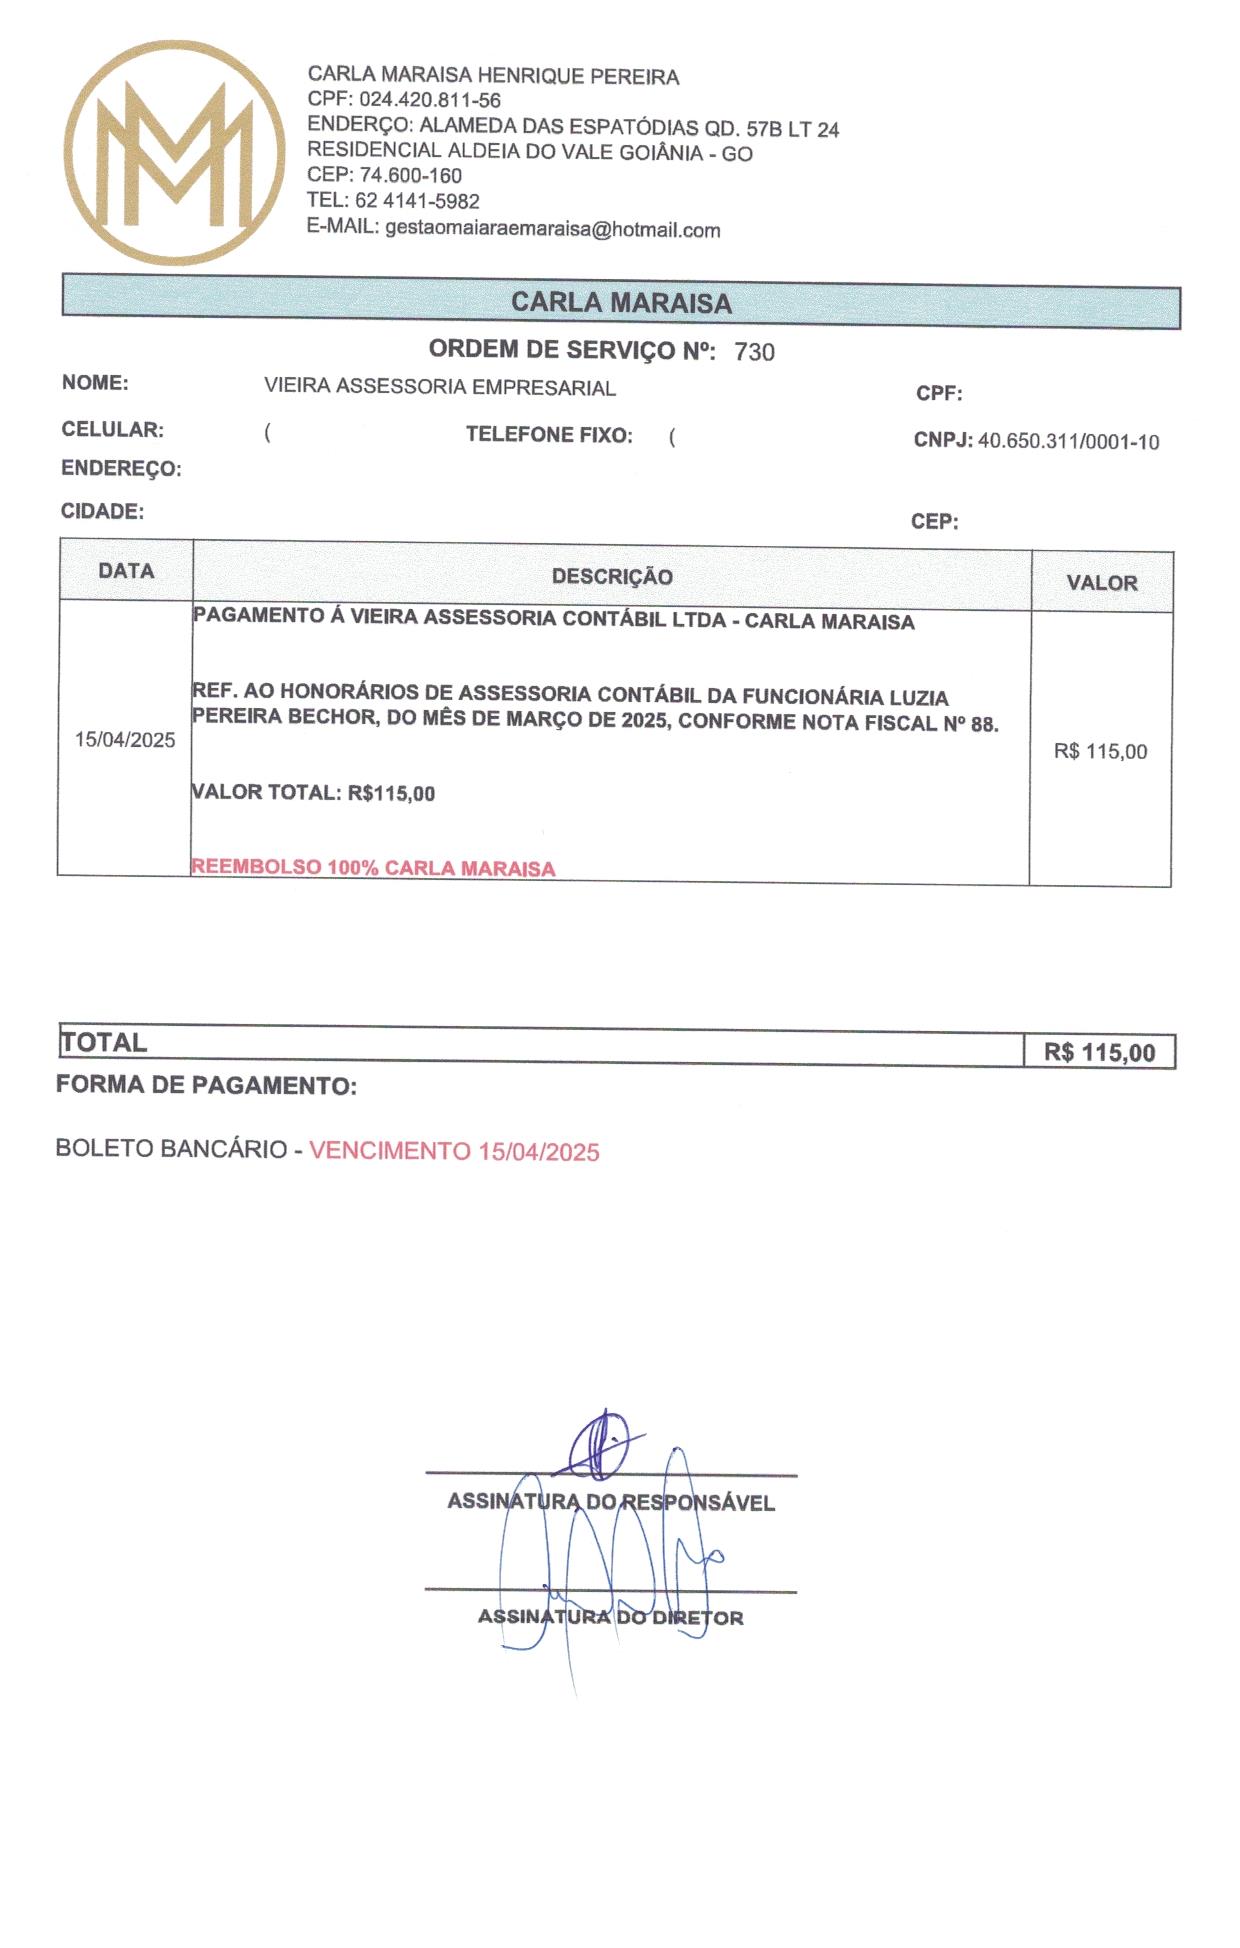 CARLA MARAISA HENRIQUE PEREIRA
CPF: 024.420.811-56
ENDERÇO: ALAMEDA DAS ESPATÓDIAS QD. 57B LT 24
RESIDENCIAL ALDEIA DO VALE GOIÂNIA - GO
CEP: 74.600-160
TEL: 62 4141-5982
E-MAIL: gestaomaiaraemaraisa@hotmail.com
CARLA MARAISA
ORDEM DE SERVIÇO Nº: 730
NOME: VIEIRA ASSESSORIA EMPRESARIAL CPF:
CELULAR: ( TELEFONE FIXO: ( CNPJ: 40.650.311/0001-10
ENDEREÇO:
CIDADE: CEP:
DATA DESCRIÇÃO VALOR
PAGAMENTO Á VIEIRA ASSESSORIA CONTÁBIL LTDA - CARLA MARAISA
REF. AO HONORÁRIOS DE ASSESSORIA CONTÁBIL DA FUNCIONÁRIA LUZIA
PEREIRA BECHOR, DO MÊS DE MARÇO DE 2025, CONFORME NOTA FISCAL Nº 88.
15/04/2025 R$ 115,00
VALOR TOTAL: R$115,00
REEMBOLSO 100% CARLA MARAISA
TOTAL R$ 115,00
FORMA DE PAGAMENTO:
BOLETO BANCÁRIO - VENCIMENTO 15/04/2025
ASSINATURA DO RESPONSÁVEL
ASSINATURA DO DIRETOR